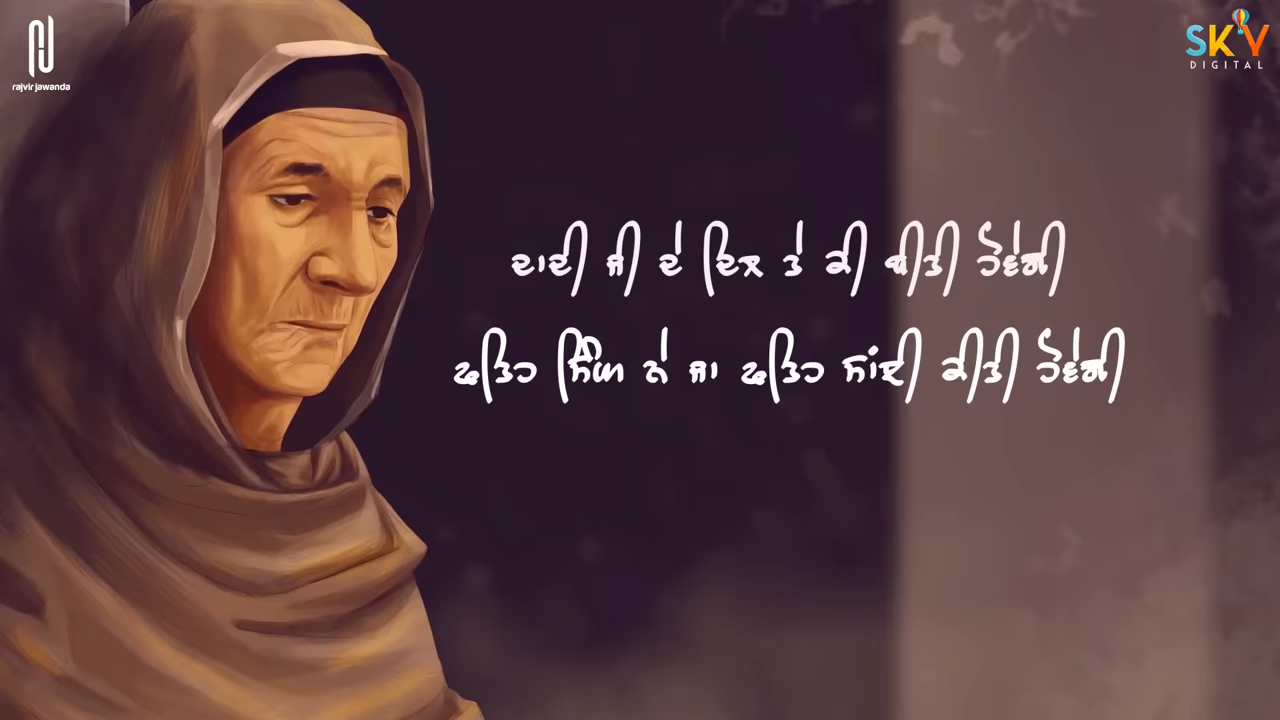 rajvir jawanda
SKY
DIGITAL
ਦਾਦੀ ਜੀ ਦੇ ਦਿਲ ਤੇ ਕੀ ਬੀਤੀ ਹੋਵੇਗੀ
ਫਤਿਹ ਸਿੰਘ ਨੇ ਜਾ ਫਤਿਹ ਜਾਂਦੀ ਕੀਤੀ ਹੋਵੇਗੀ